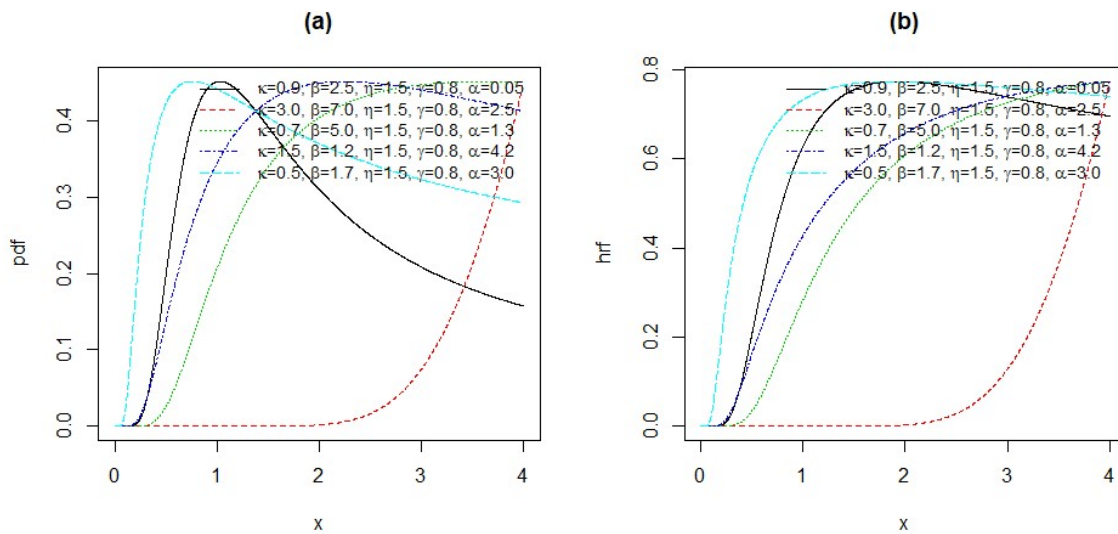 (a)
κ=0.9, β=2.5, η=1.5, γ=0.8, α=0.05
κ=3.0, β=7.0, η=1.5, γ=0.8, α=2.5
κ=0.7, β=5.0, η=1.5, γ=0.8, α=1.3
κ=1.5, β=1.2, η=1.5, γ=0.8, α=4.2
κ=0.5, β=1.7, η=1.5, γ=0.8, α=3.0
pdf
0.4
0.3
0.2
0.1
0.0
0 1 2 3 4
x
(b)
κ=0.9, β=2.5, η=1.5, γ=0.8, α=0.05
κ=3.0, β=7.0, η=1.5, γ=0.8, α=2.5
κ=0.7, β=5.0, η=1.5, γ=0.8, α=1.3
κ=1.5, β=1.2, η=1.5, γ=0.8, α=4.2
κ=0.5, β=1.7, η=1.5, γ=0.8, α=3.0
hrf
0.8
0.6
0.4
0.2
0.0
0 1 2 3 4
x